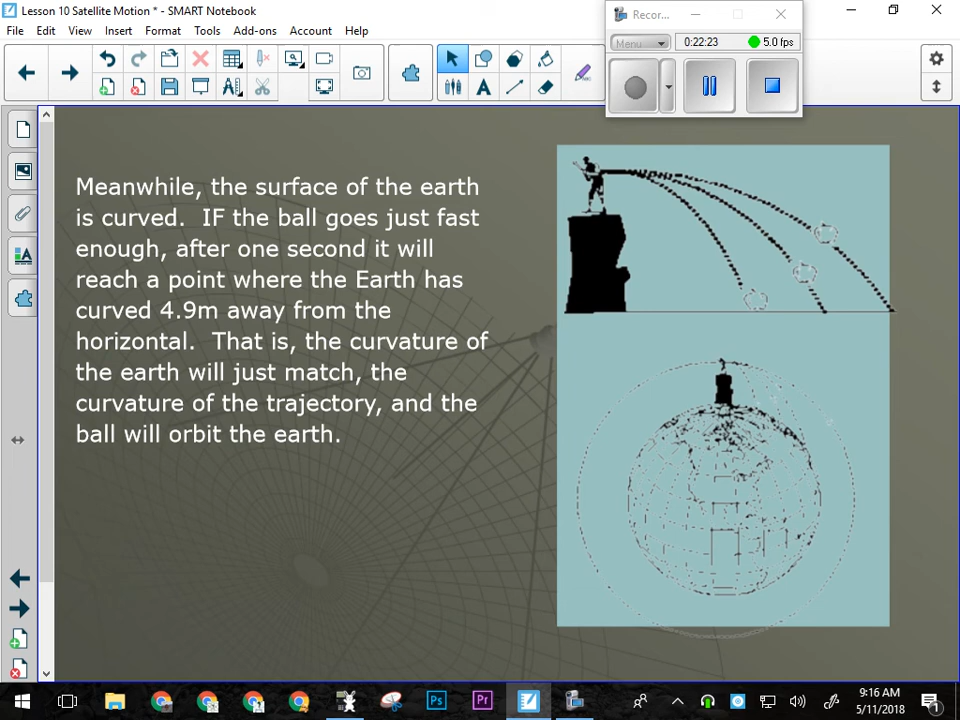 Lesson 10 Satellite Motion * - SMART Notebook
Recor...
File Edit View Insert Format Tools Add-ons Account Help
Menu
0:22:23
5.0 fps
Meanwhile, the surface of the earth
is curved. IF the ball goes just fast
enough, after one second it will
reach a point where the Earth has
curved 4.9m away from the
horizontal. That is, the curvature of
the earth will just match, the
curvature of the trajectory, and the
ball will orbit the earth.
Ps
Pr
9:16 AM
5/11/2018
1